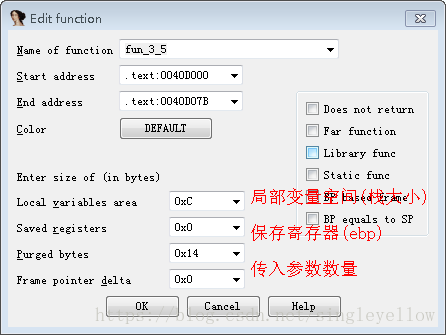 Edit function
Name of function fun_3_5
Start address .text:0040D000
End address .text:0040D07B
Color DEFAULT
Does not return
Far function
Library func
Static func
BP based frame
BP equals to SP
Enter size of (in bytes)
Local variables area 0xC 局部变量空间(栈大小)
Saved registers 0x0 保存寄存器(ebp)
Purged bytes 0x14 传入参数数量
Frame pointer delta 0x0
OK Cancel Help
https://blog.csdn.net/singleyellow